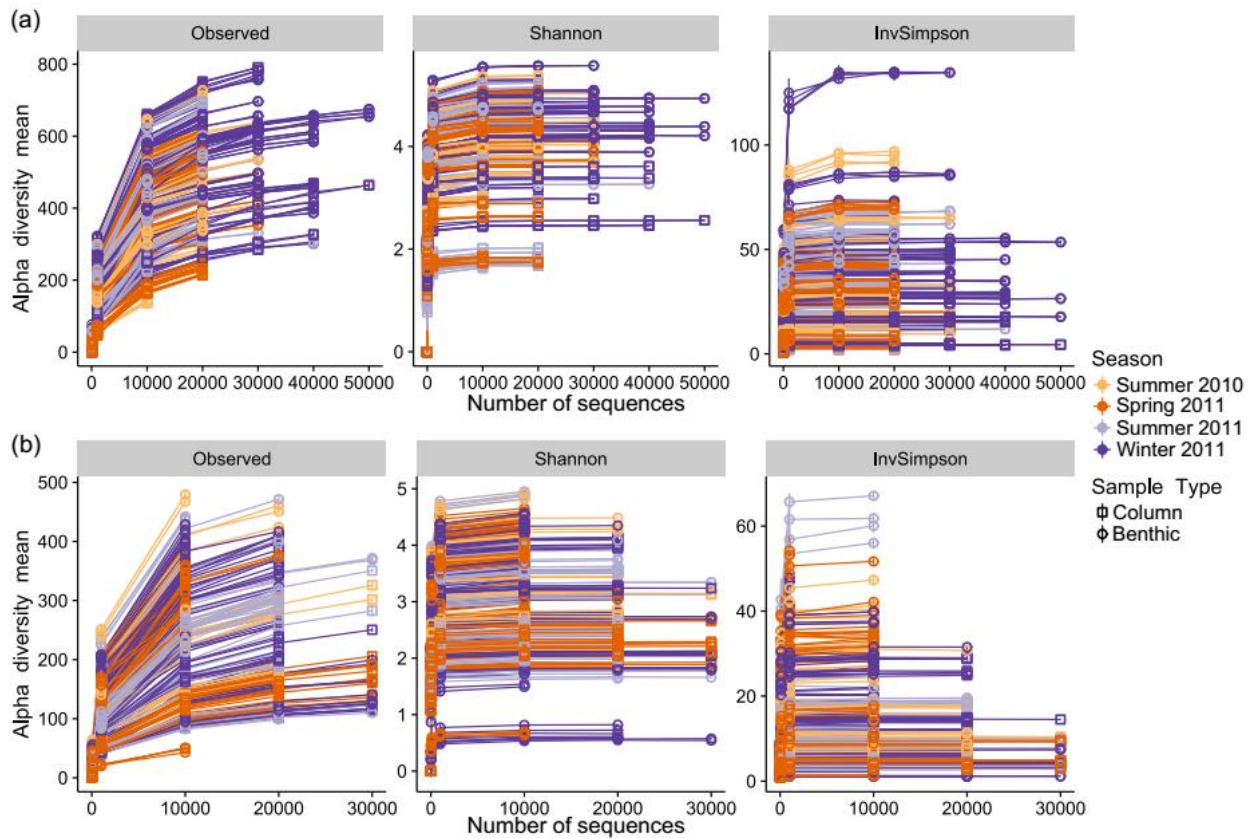 (a)
Observed Shannon InvSimpson
Alpha diversity mean
800
600
400
200
0
4
2
0
100
50
0
0 10000 20000 30000 40000 50000 0 10000 20000 30000 40000 50000 0 10000 20000 30000 40000 50000
Number of sequences
Season
Summer 2010
Spring 2011
Summer 2011
Winter 2011
Sample Type
Column
Benthic
(b)
Observed Shannon InvSimpson
Alpha diversity mean
500
400
300
200
100
0
5
4
3
2
1
0
60
40
20
0
0 10000 20000 30000 0 10000 20000 30000 0 10000 20000 30000
Number of sequences